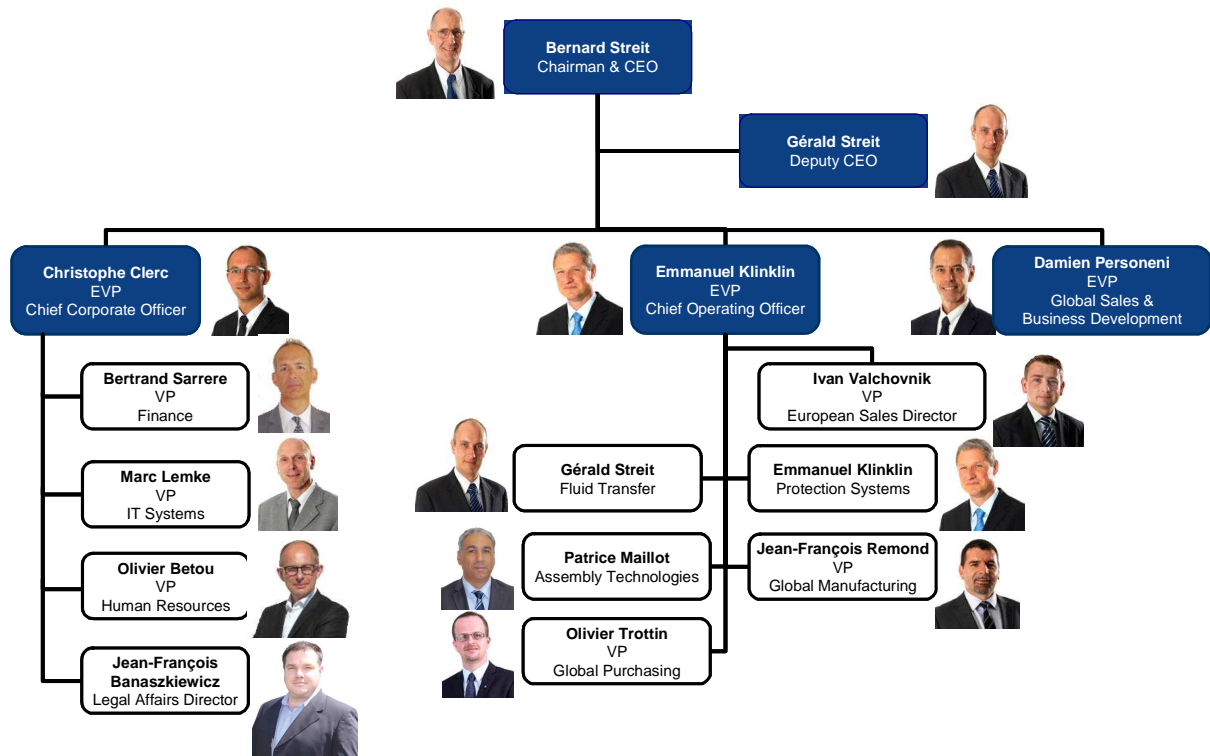 Bernard Streit
Chairman & CEO
Gérald Streit
Deputy CEO
Christophe Clerc
EVP
Chief Corporate Officer
Emmanuel Klinklin
EVP
Chief Operating Officer
Damien Personeni
EVP
Global Sales &
Business Development
Bertrand Sarrere
VP
Finance
Ivan Valchovnik
VP
European Sales Director
Marc Lemke
VP
IT Systems
Gérald Streit
Fluid Transfer
Emmanuel Klinklin
Protection Systems
Olivier Betou
VP
Human Resources
Patrice Maillot
Assembly Technologies
Jean-François Remond
VP
Global Manufacturing
Jean-François
Banaszkiewicz
Legal Affairs Director
Olivier Trottin
VP
Global Purchasing